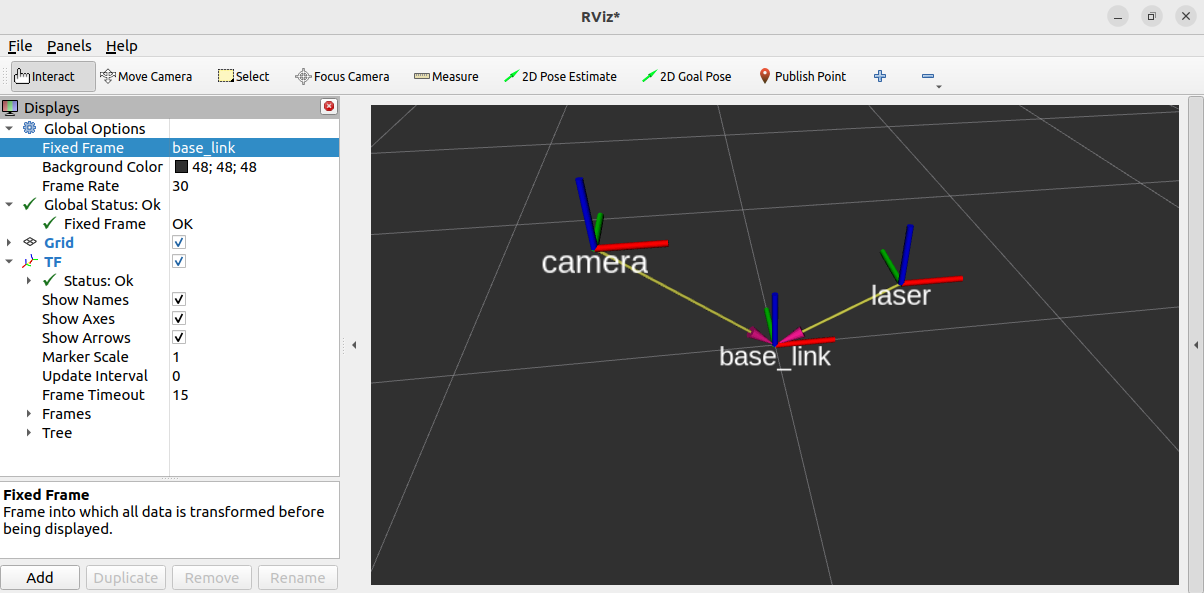 RViz*
File Panels Help
Interact Move Camera Select Focus Camera Measure 2D Pose Estimate 2D Goal Pose Publish Point
Displays
Global Options
Fixed Frame base_link
Background Color 48; 48; 48
Frame Rate 30
Global Status: Ok
Fixed Frame OK
Grid
TF
Status: Ok
Show Names
Show Axes
Show Arrows
Marker Scale 1
Update Interval 0
Frame Timeout 15
Frames
Tree
Fixed Frame
Frame into which all data is transformed before
being displayed.
Add Duplicate Remove Rename
camera
laser
base_link